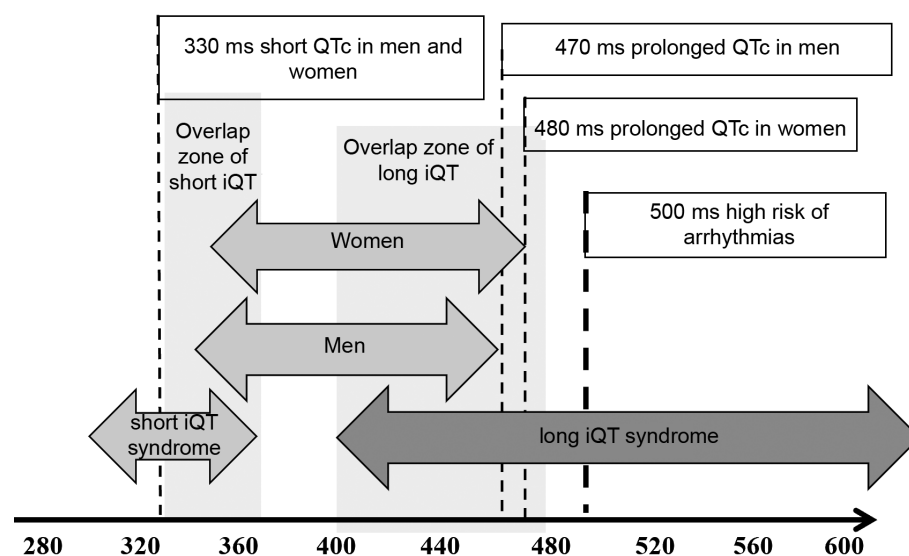 330 ms short QTc in men and
women
470 ms prolonged QTc in men
480 ms prolonged QTc in women
Overlap
zone of
short iQT
Overlap zone of
long iQT
500 ms high risk of
arrhythmias
Women
Men
short iQT
syndrome
long iQT syndrome
280 320 360 400 440 480 520 560 600